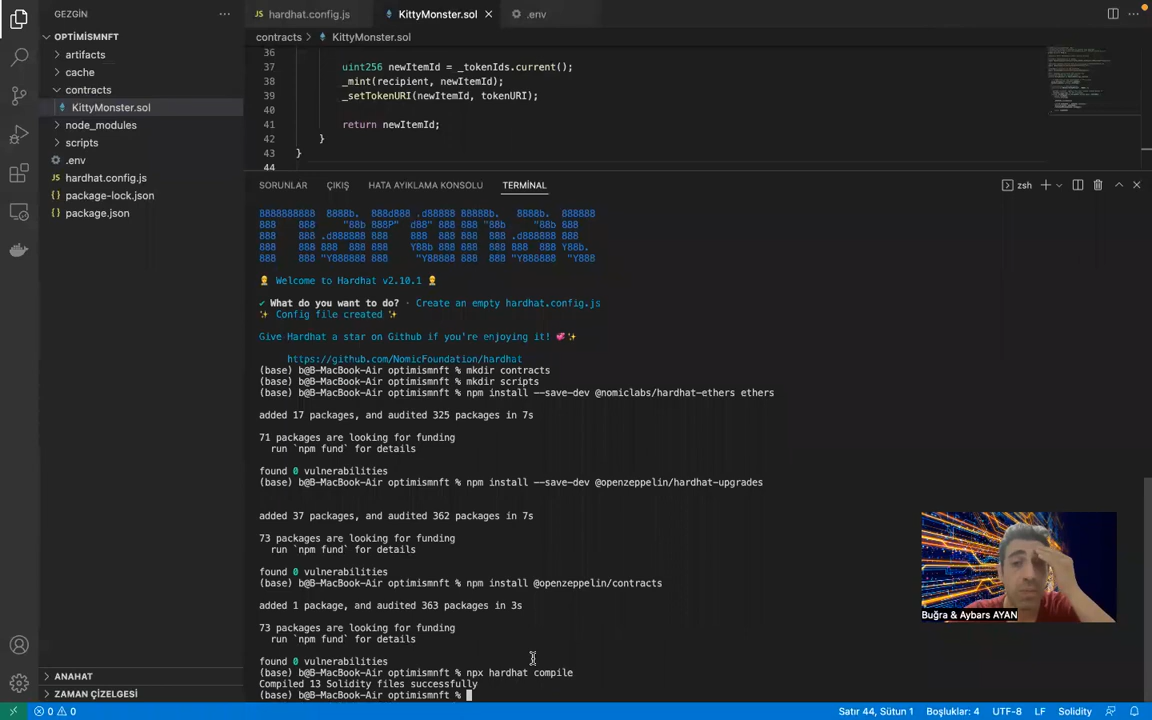 hardhat.config.js
KittyMonster.sol
.env
GEZGİN
contracts > KittyMonster.sol
OPTİMİSMNFT
artifacts
cache
contracts
KittyMonster.sol
node_modules
scripts
.env
hardhat.config.js
package-lock.json
package.json
36
37 uint256 newItemId = _tokenIds.current();
38 _mint(recipient, newItemId);
39 _setTokenURI(newItemId, tokenURI);
40
41 return newItemId;
42 }
43 }
44
SORUNLAR ÇIKIŞ HATA AYIKLAMA KONSOLU TERMİNAL
zsh
Welcome to Hardhat v2.10.1
✔ What do you want to do? · Create an empty hardhat.config.js
Config file created
Give Hardhat a star on Github if you're enjoying it!
https://github.com/NomicFoundation/hardhat
(base) b@B-MacBook-Air optimismnft % mkdir contracts
(base) b@B-MacBook-Air optimismnft % mkdir scripts
(base) b@B-MacBook-Air optimismnft % npm install --save-dev @nomiclabs/hardhat-ethers ethers
added 17 packages, and audited 325 packages in 7s
71 packages are looking for funding
run `npm fund` for details
found 0 vulnerabilities
(base) b@B-MacBook-Air optimismnft % npm install --save-dev @openzeppelin/hardhat-upgrades
added 37 packages, and audited 362 packages in 7s
73 packages are looking for funding
run `npm fund` for details
found 0 vulnerabilities
(base) b@B-MacBook-Air optimismnft % npm install @openzeppelin/contracts
added 1 package, and audited 363 packages in 3s
73 packages are looking for funding
run `npm fund` for details
found 0 vulnerabilities
(base) b@B-MacBook-Air optimismnft % npx hardhat compile
Compiled 13 Solidity files successfully
(base) b@B-MacBook-Air optimismnft %
Buğra & Aybars AYAN
ANAHAT
ZAMAN ÇİZELGESİ
0 0
Satır 44, Sütun 1 Boşluklar: 4 UTF-8 LF Solidity